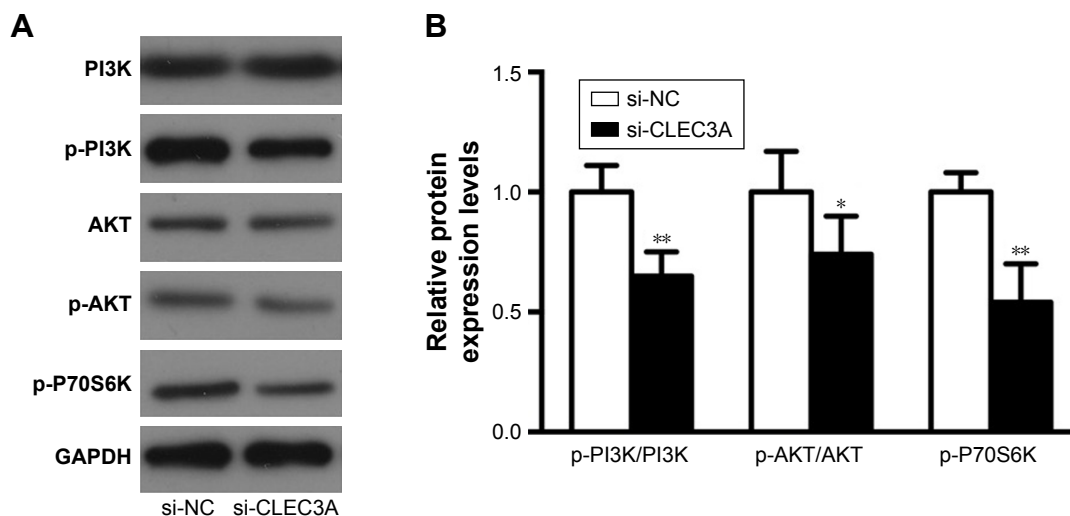 A
PI3K
p-PI3K
AKT
p-AKT
p-P70S6K
GAPDH
si-NC si-CLEC3A
B
Relative protein
expression levels
1.5
1.0
0.5
0.0
si-NC
si-CLEC3A
**
*
**
p-PI3K/PI3K p-AKT/AKT p-P70S6K